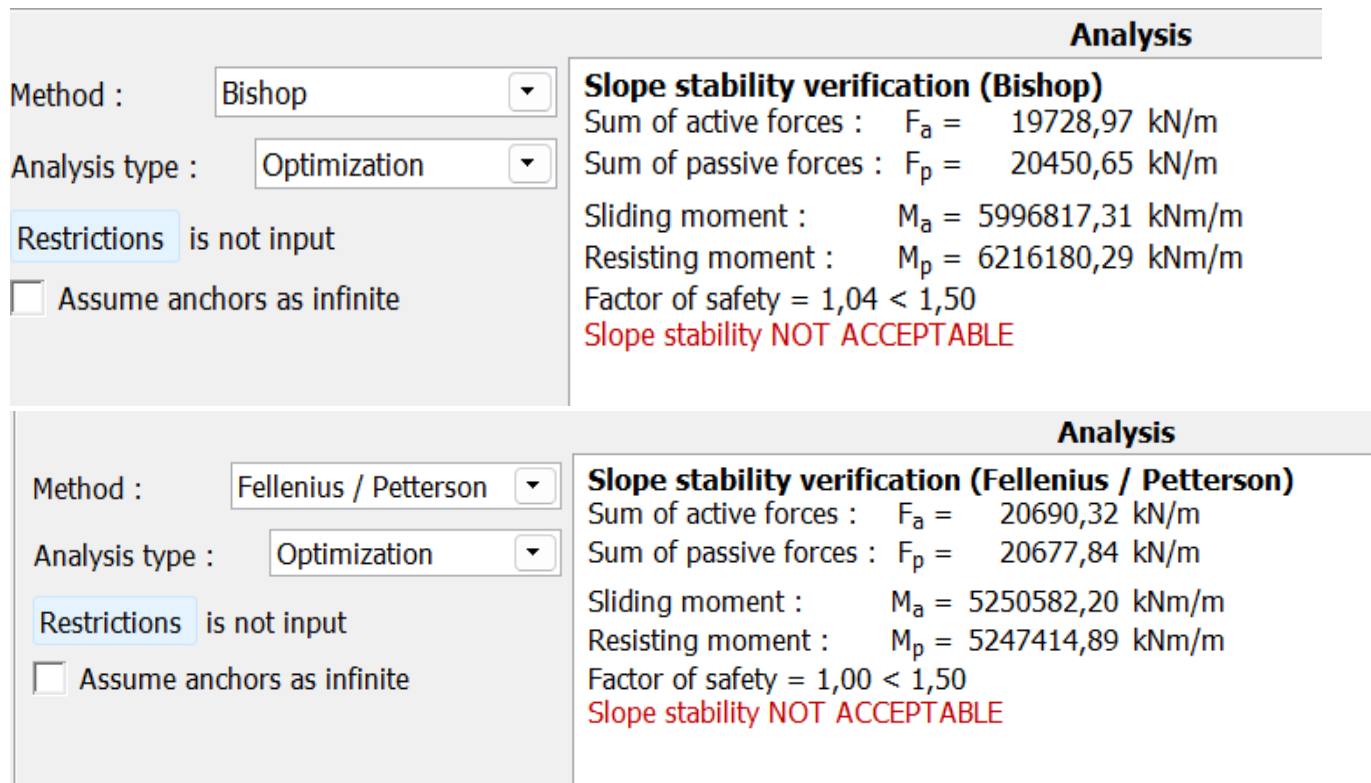 Analysis
Method : Bishop
Analysis type : Optimization
Restrictions is not input
Assume anchors as infinite
Slope stability verification (Bishop)
Sum of active forces : Fa = 19728,97 kN/m
Sum of passive forces : Fp = 20450,65 kN/m
Sliding moment : Ma = 5996817,31 kNm/m
Resisting moment : Mp = 6216180,29 kNm/m
Factor of safety = 1,04 < 1,50
Slope stability NOT ACCEPTABLE
Analysis
Method : Fellenius / Petterson
Analysis type : Optimization
Restrictions is not input
Assume anchors as infinite
Slope stability verification (Fellenius / Petterson)
Sum of active forces : Fa = 20690,32 kN/m
Sum of passive forces : Fp = 20677,84 kN/m
Sliding moment : Ma = 5250582,20 kNm/m
Resisting moment : Mp = 5247414,89 kNm/m
Factor of safety = 1,00 < 1,50
Slope stability NOT ACCEPTABLE